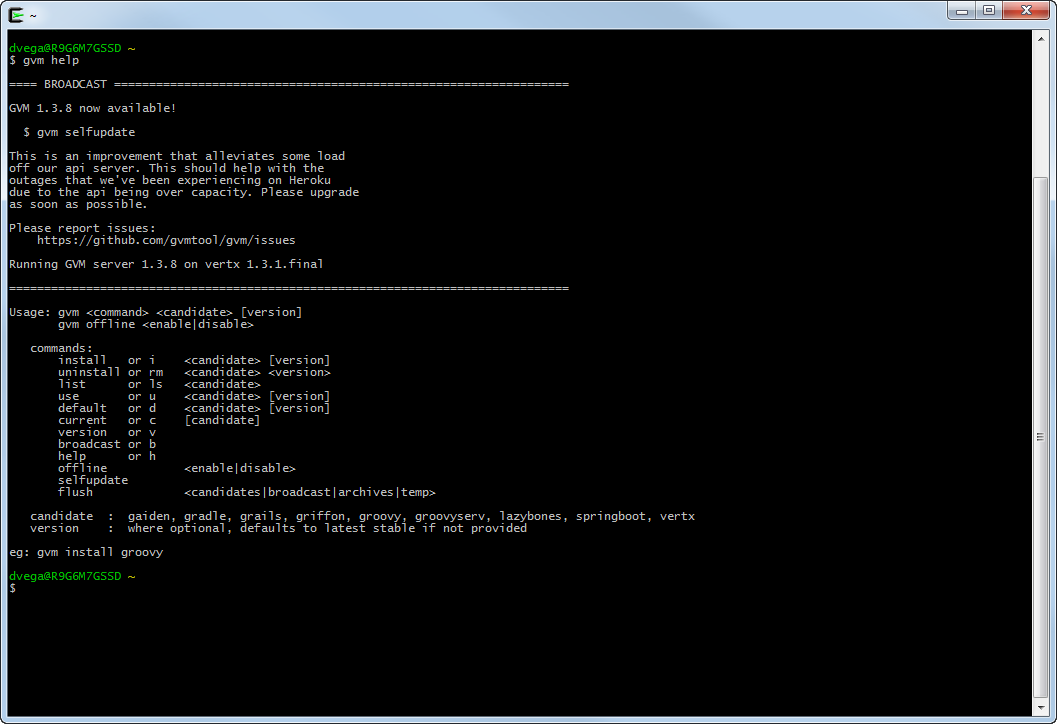 ~
dvega@R9G6M7GSSD ~
$ gvm help
==== BROADCAST =================================================================
GVM 1.3.8 now available!
$ gvm selfupdate
This is an improvement that alleviates some load
off our api server. This should help with the
outages that we've been experiencing on Heroku
due to the api being over capacity. Please upgrade
as soon as possible.
Please report issues:
https://github.com/gvmtool/gvm/issues
Running GVM server 1.3.8 on vertx 1.3.1.final
================================================================================
Usage: gvm <command> <candidate> [version]
gvm offline <enable|disable>
commands:
install   or i    <candidate> [version]
uninstall or rm   <candidate> <version>
list      or ls   <candidate>
use       or u    <candidate> [version]
default   or d    <candidate> [version]
current   or c    [candidate]
version   or v
broadcast or b
help      or h
offline           <enable|disable>
selfupdate
flush             <candidates|broadcast|archives|temp>
candidate  :  gaiden, gradle, grails, griffon, groovy, groovyserv, lazybones, springboot, vertx
version    :  where optional, defaults to latest stable if not provided
eg: gvm install groovy
dvega@R9G6M7GSSD ~
$